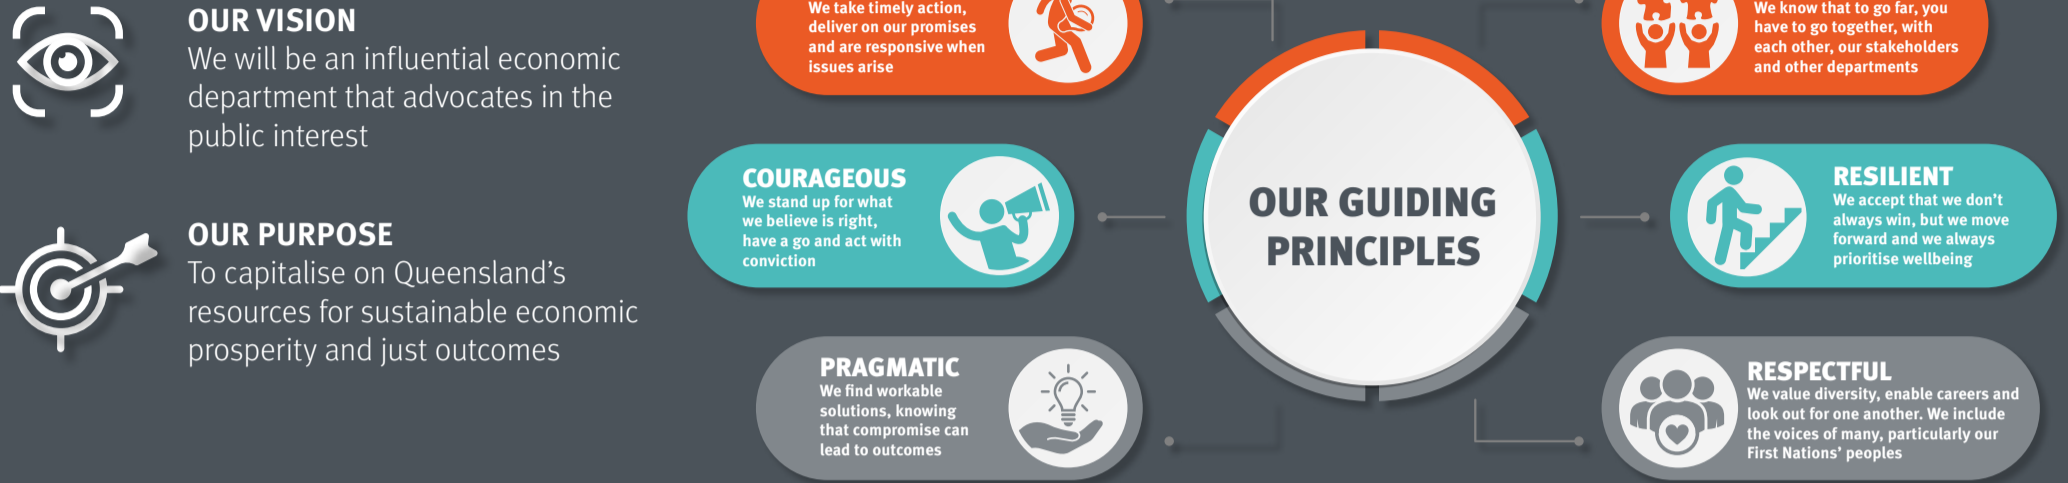 OUR VISION
We will be an influential economic
department that advocates in the
public interest
OUR PURPOSE
To capitalise on Queensland's
resources for sustainable economic
prosperity and just outcomes
We take timely action,
deliver on our promises
and are responsive when
issues arise
COURAGEOUS
We stand up for what
we believe is right,
have a go and act with
conviction
PRAGMATIC
We find workable
solutions, knowing
that compromise can
lead to outcomes
OUR GUIDING
PRINCIPLES
We know that to go far, you
have to go together, with
each other, our stakeholders
and other departments
RESILIENT
We accept that we don't
always win, but we move
forward and we always
prioritise wellbeing
RESPECTFUL
We value diversity, enable careers and
look out for one another. We include
the voices of many, particularly our
First Nations' peoples